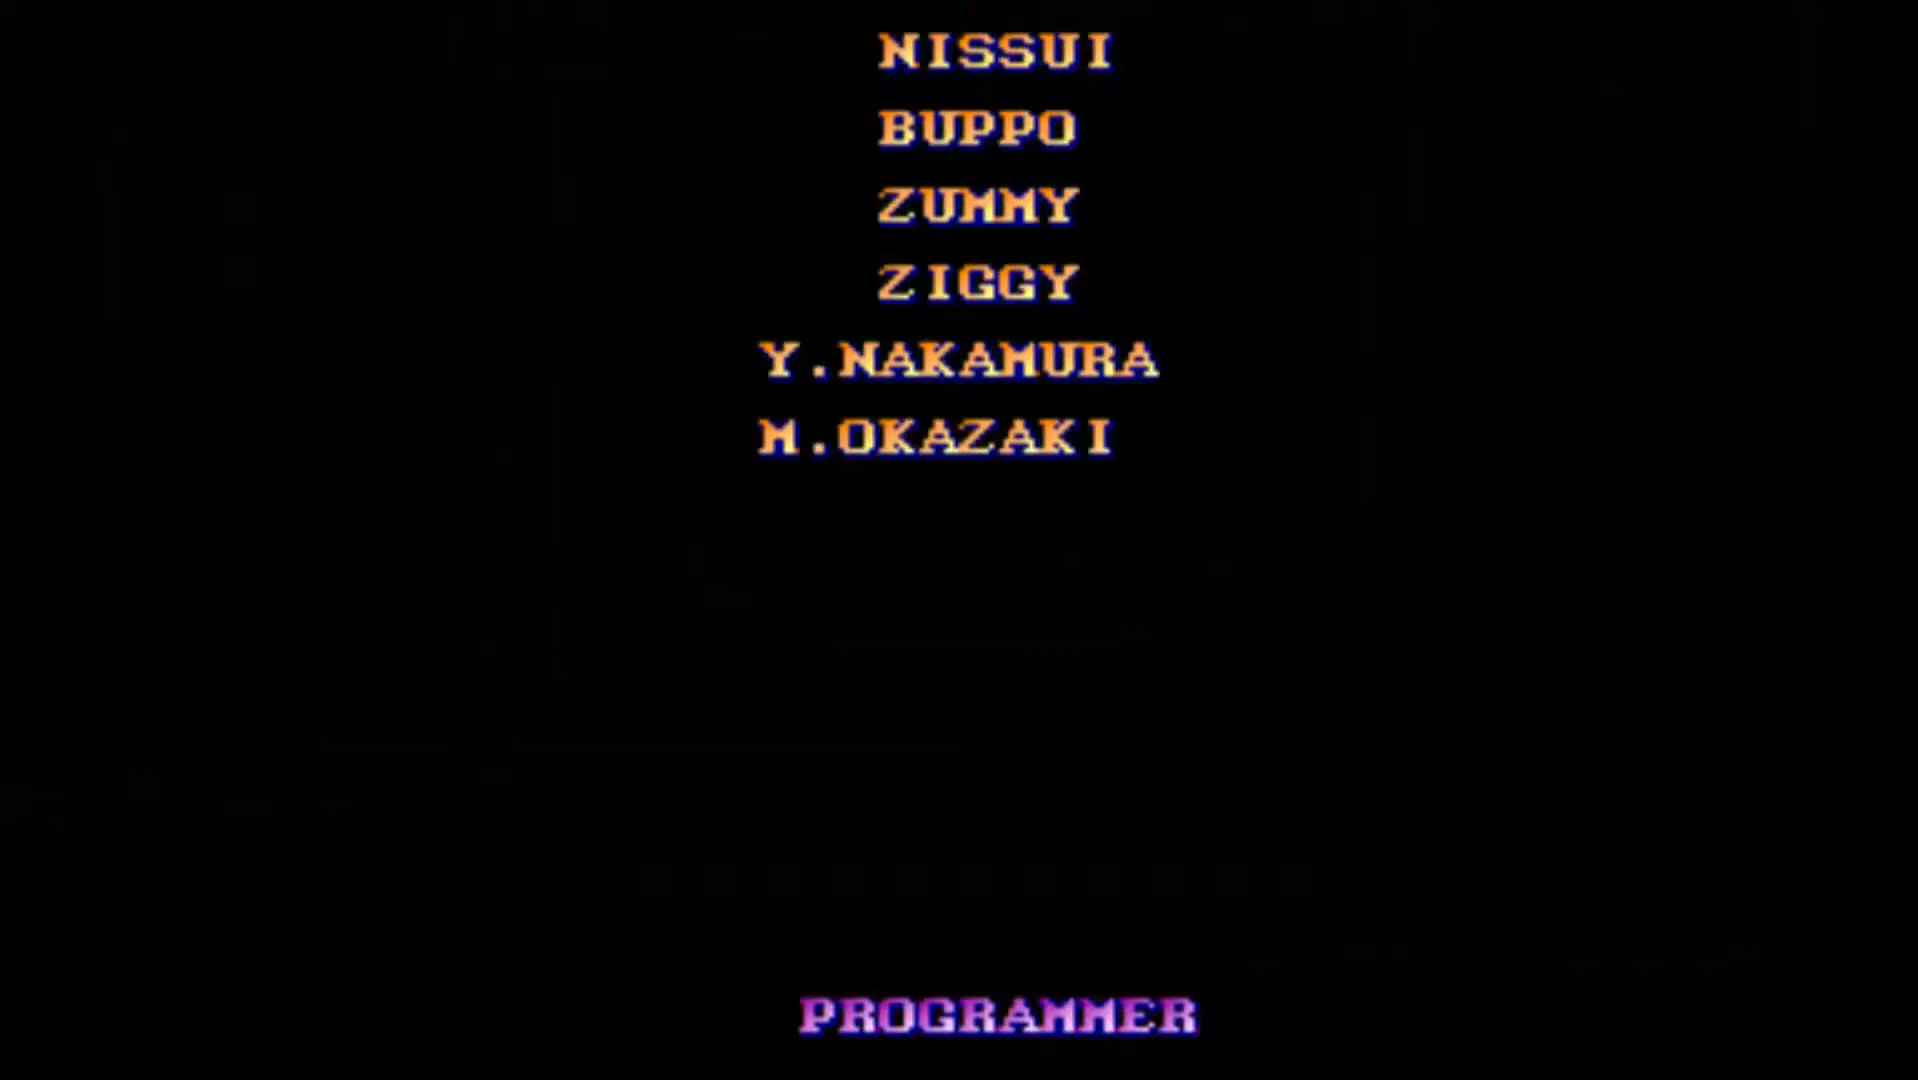 NISSUI
BUPPO
ZUMMY
ZIGGY
Y.NAKAMURA
M.OKAZAKI
PROGRAMMER